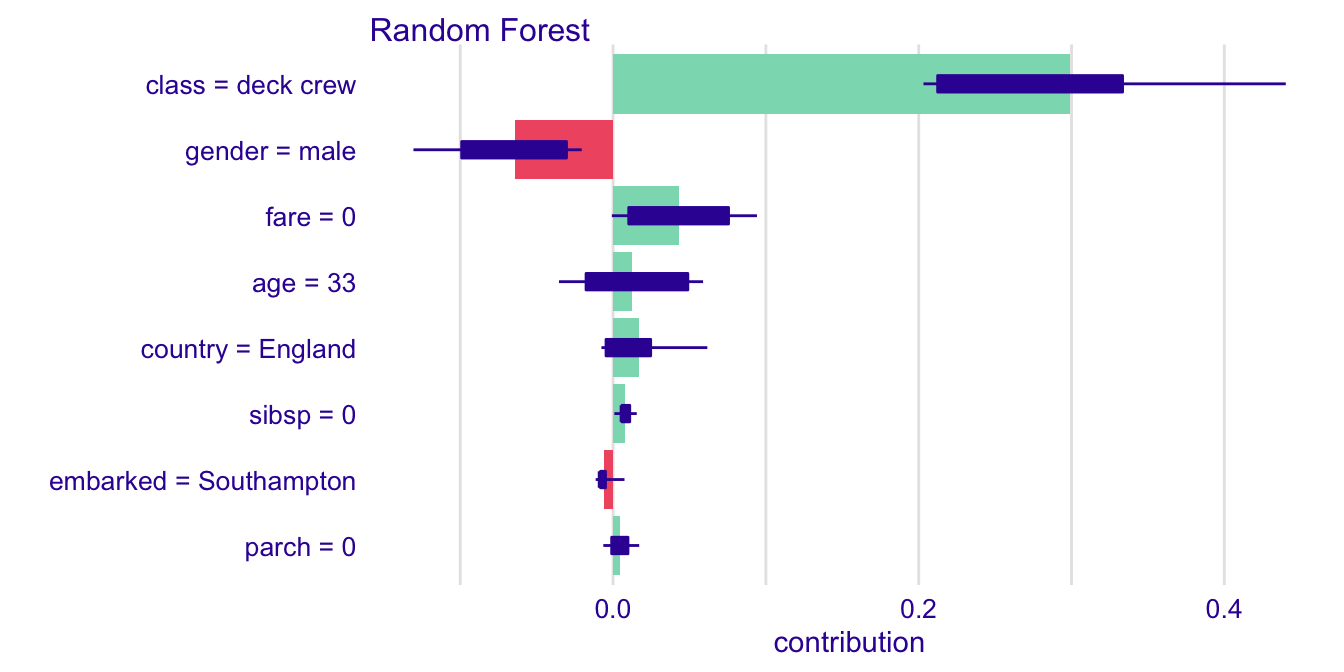 Random Forest
class = deck crew
gender = male
fare = 0
age = 33
country = England
sibsp = 0
embarked = Southampton
parch = 0
0.0 0.2 0.4
contribution